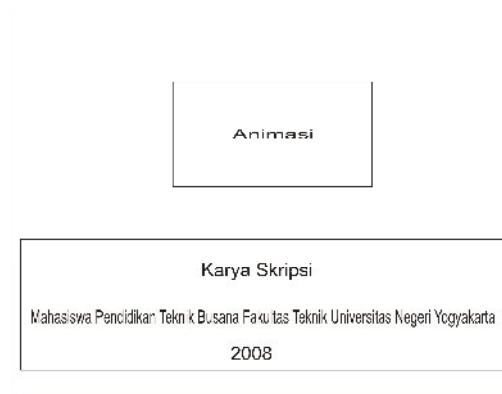 Animasi
Karya Skripsi
Mahasiswa Pendidikan Teknik Busana Fakultas Teknik Universitas Negeri Yogyakarta
2008